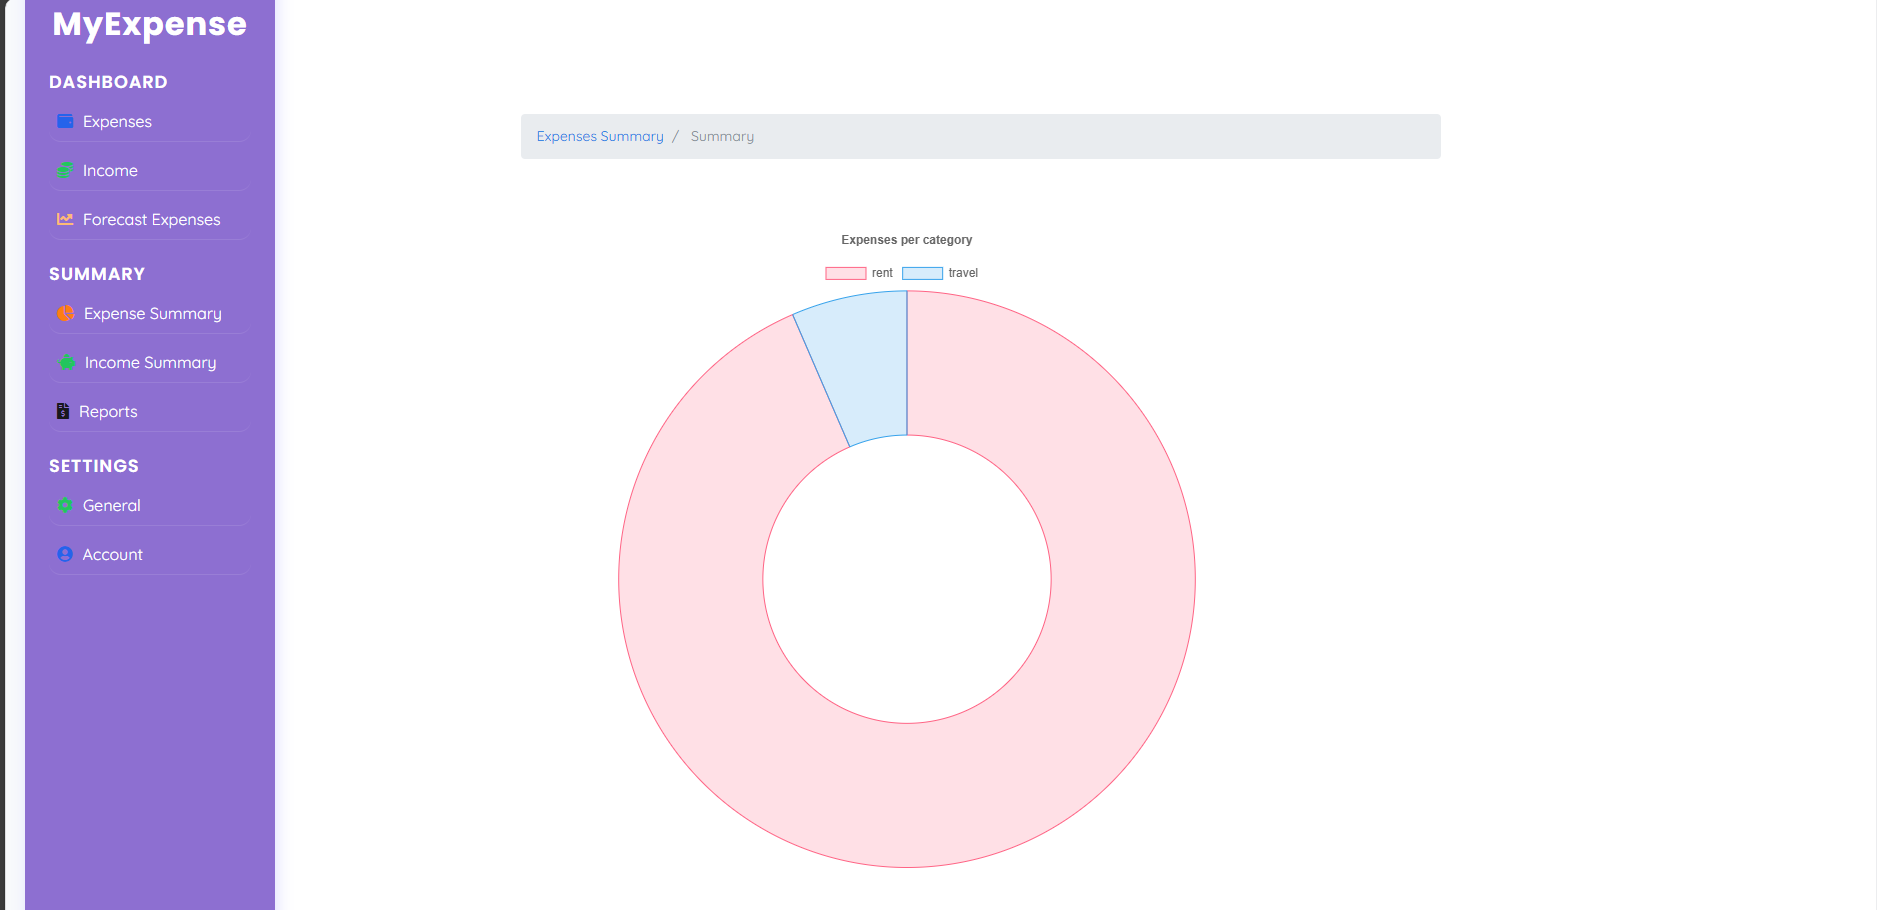 MyExpense
DASHBOARD
Expenses
Income
Forecast Expenses
SUMMARY
Expense Summary
Income Summary
Reports
SETTINGS
General
Account
Expenses Summary / Summary
Expenses per category
rent travel